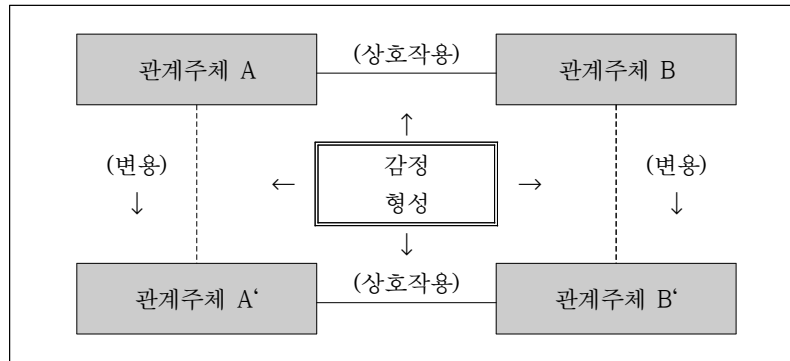 (상호작용)
관계주체 A
관계주체 B
↑
(변용)
감정
(변용)
←
→
↓
형성
↓
↓
관계주체 A‘
(상호작용)
관계주체 B‘